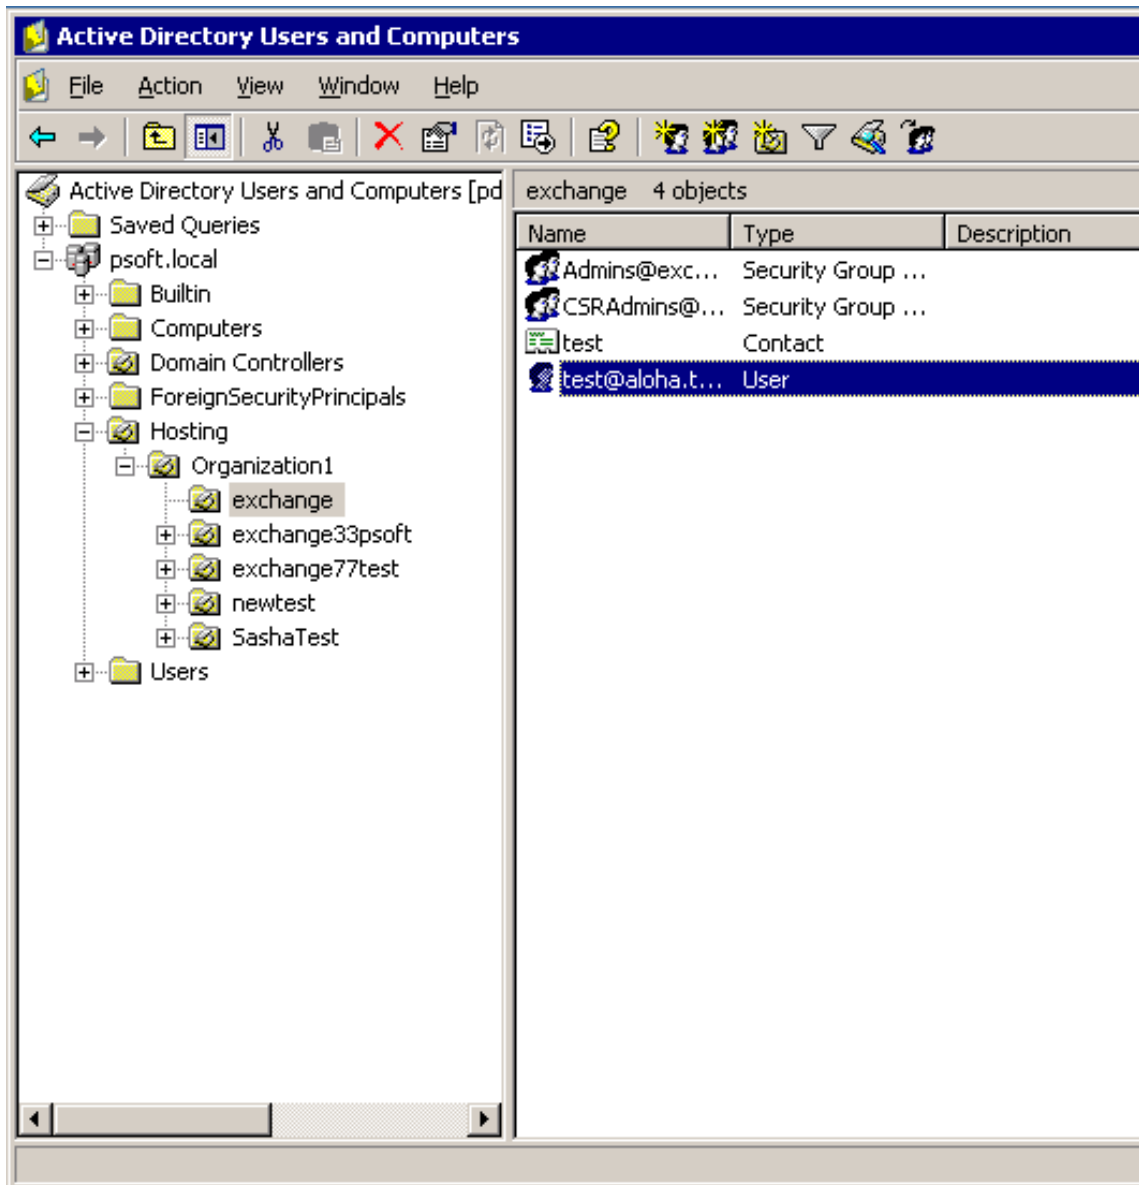 Active Directory Users and Computers
File Action View Window Help
Active Directory Users and Computers [pd
Saved Queries
psoft.local
Builtin
Computers
Domain Controllers
ForeignSecurityPrincipals
Hosting
Organization1
exchange
exchange33psoft
exchange77test
newtest
SashaTest
Users
exchange 4 objects
Name Type Description
Admins@exc... Security Group ...
CSRAdmins@... Security Group ...
test Contact
test@aloha.t... User